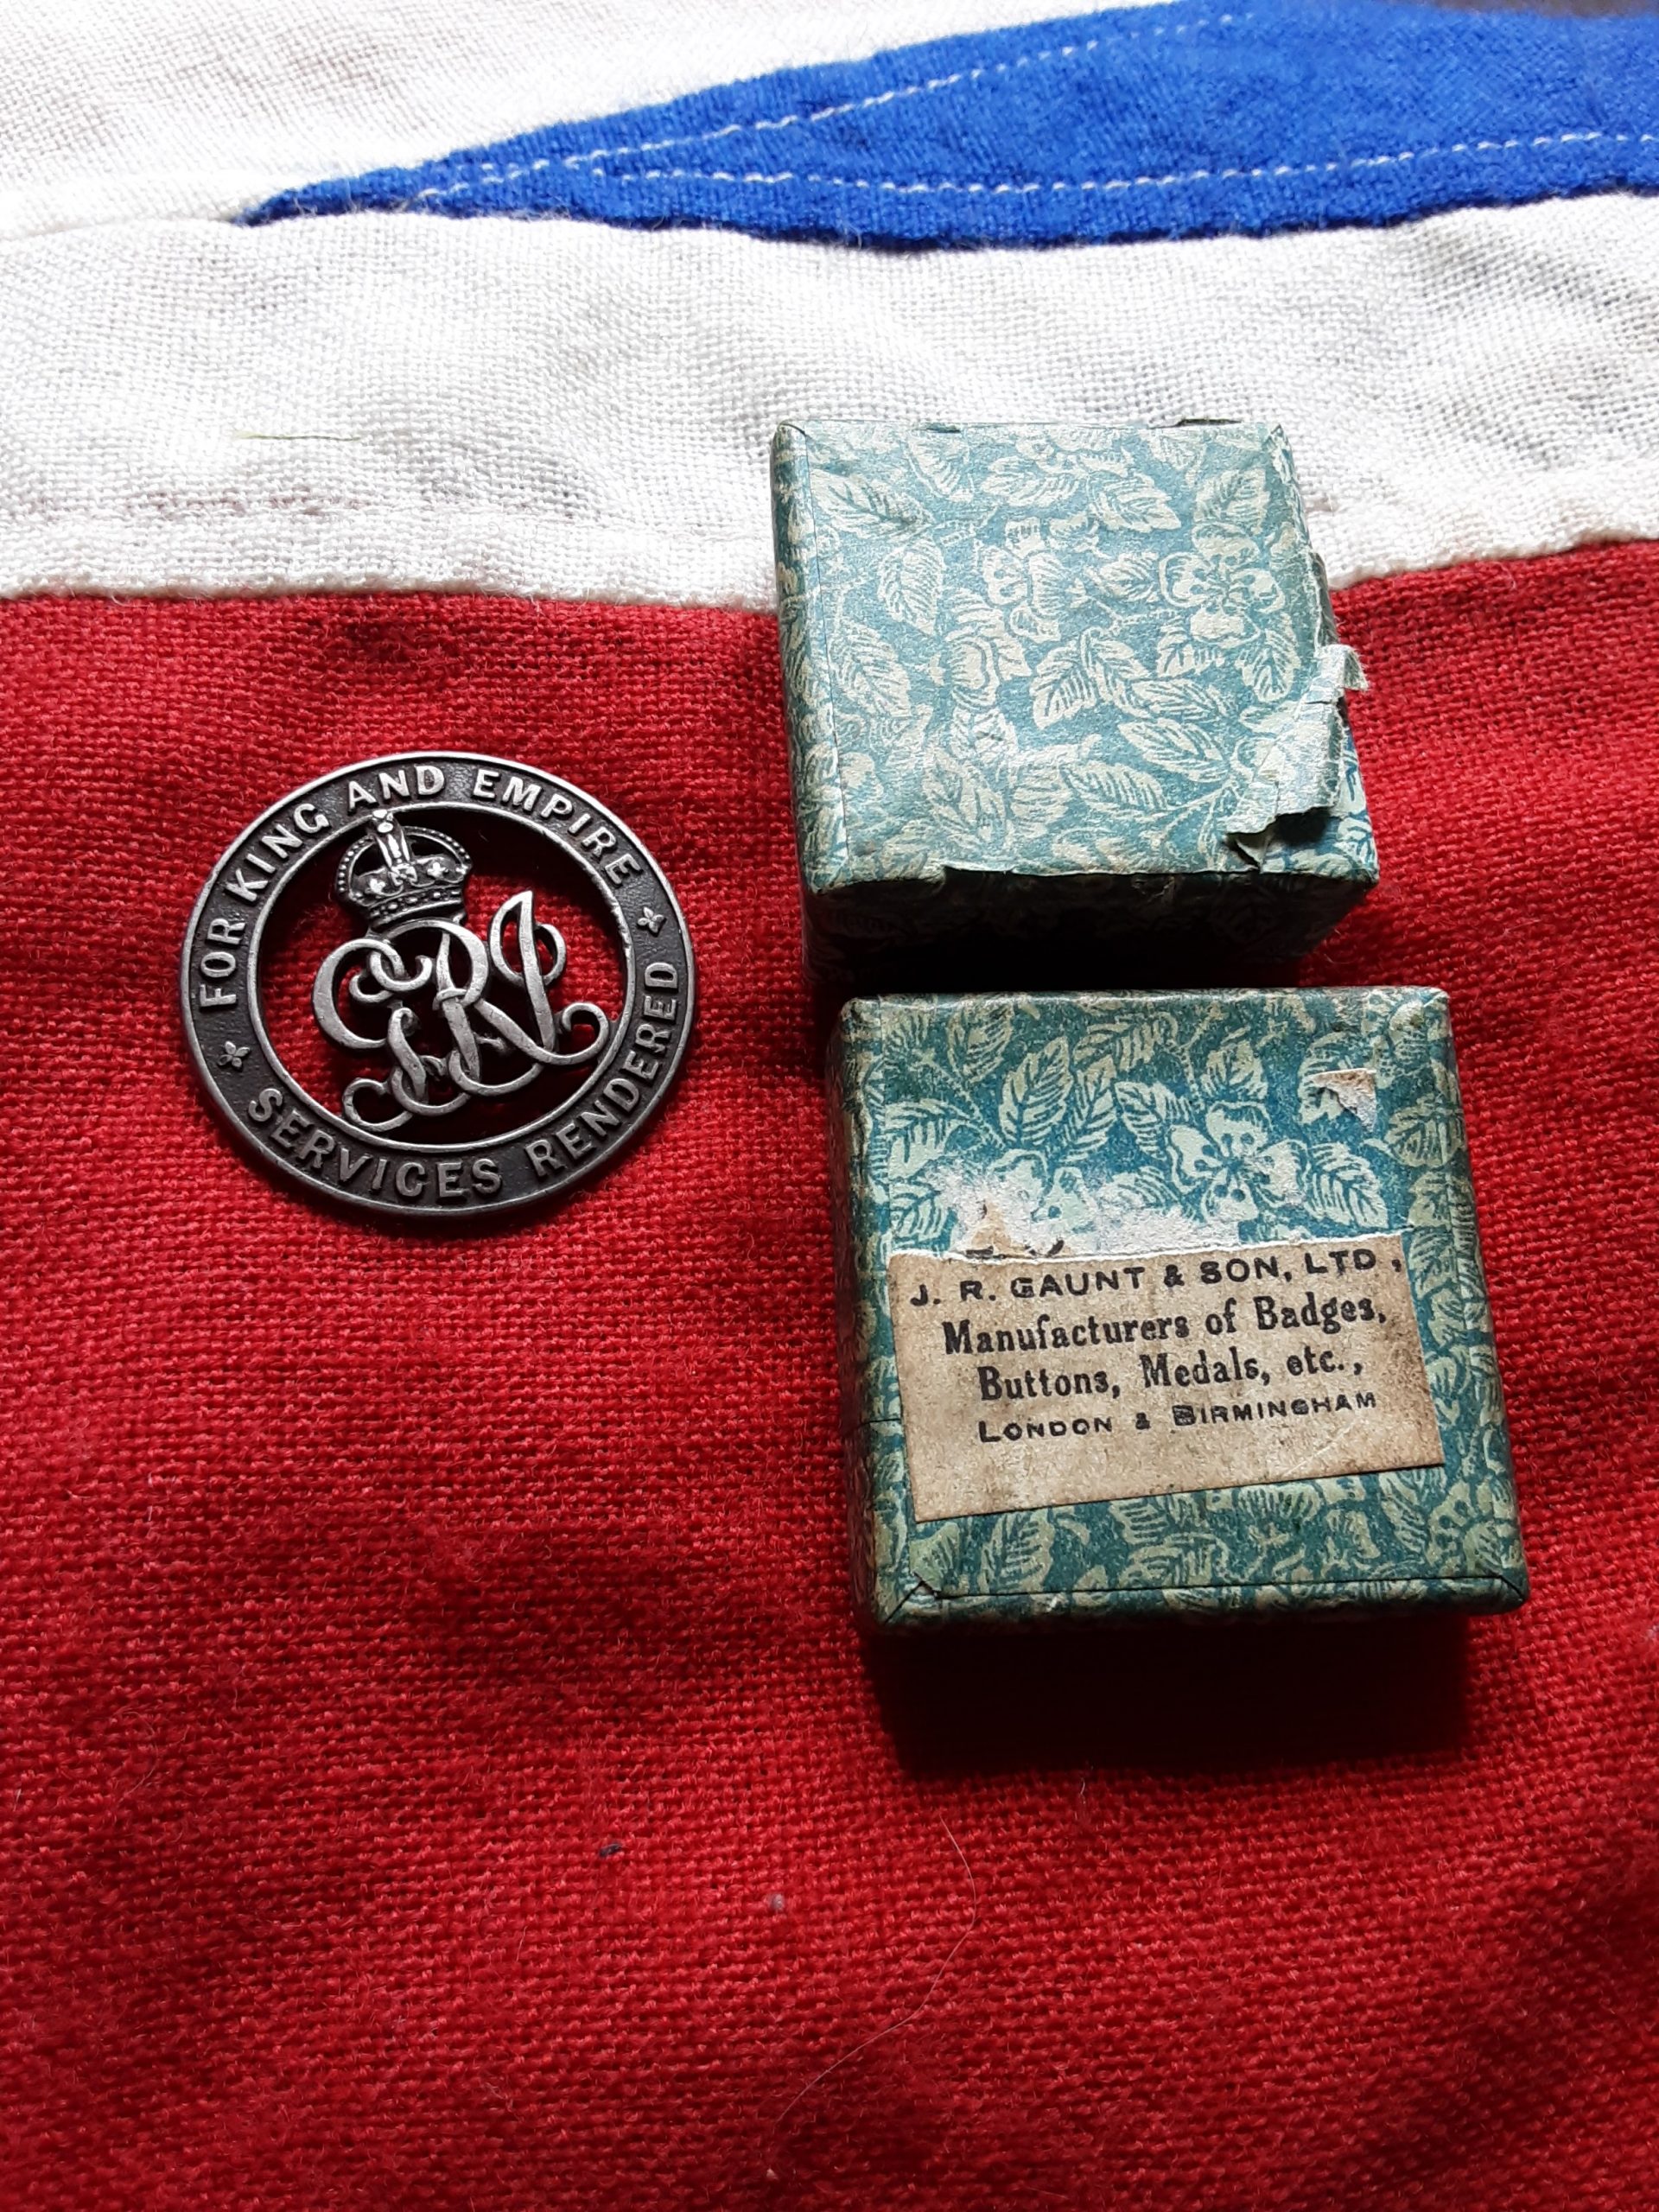 FOR KING AND EMPIRE
SERVICES RENDERED
GRI
J. R. GAUNT & SON, LTD,
Manufacturers of Badges,
Buttons, Medals, etc.,
LONDON & BIRMINGHAM